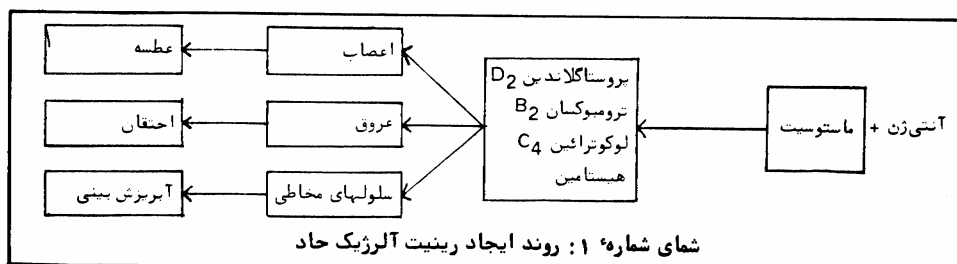 آنتی‌ژن +
ماستوسیت
پروستاگلاندین D2
ترومبوکسان B2
لوکوترائین C4
هیستامین
اعصاب
عطسه
عروق
احتقان
سلولهای مخاطی
آبریزش بینی
شمای شمارهٔ ۱: روند ایجاد رینیت آلرژیک حاد